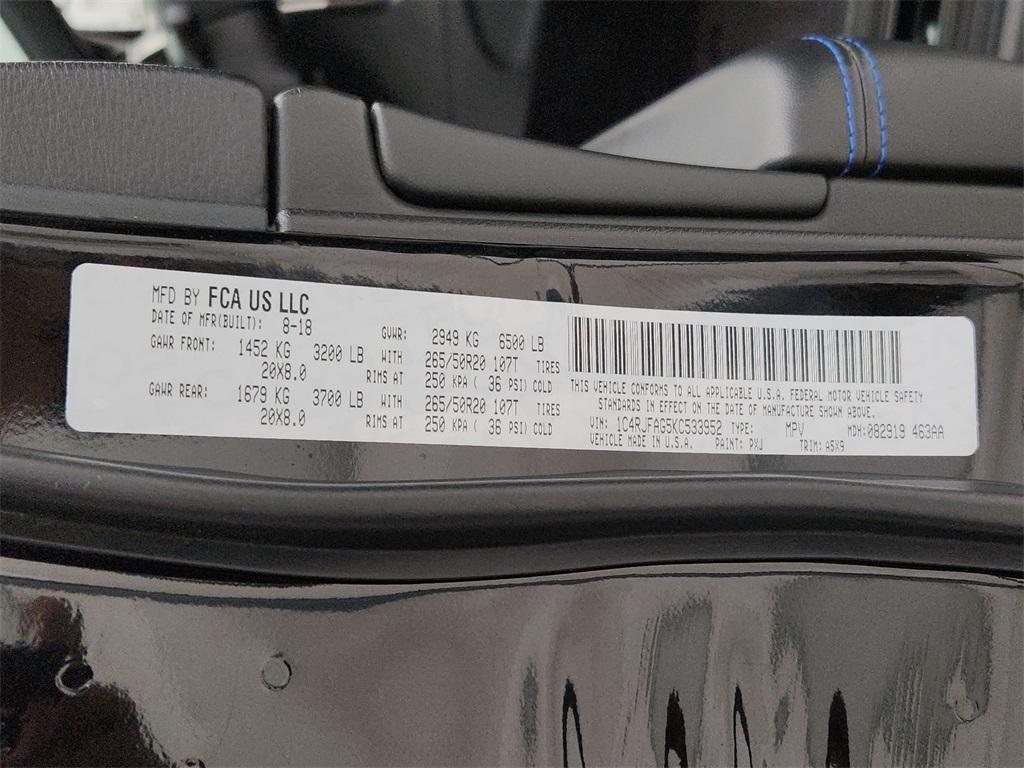 MFD BY FCA US LLC
DATE OF MFR(BUILT): 8-18 GVWR: 2949 KG 6500 LB
GAWR FRONT: 1452 KG 3200 LB WITH 265/50R20 107T TIRES
20X8.0 RIMS AT 250 KPA ( 36 PSI) COLD
GAWR REAR: 1679 KG 3700 LB WITH 265/50R20 107T TIRES
20X8.0 RIMS AT 250 KPA ( 36 PSI) COLD
THIS VEHICLE CONFORMS TO ALL APPLICABLE U.S.A. FEDERAL MOTOR VEHICLE SAFETY
STANDARDS IN EFFECT ON THE DATE OF MANUFACTURE SHOWN ABOVE.
VIN: 1C4RJFAG5KC533952 TYPE: MPV MDH:082919 463AA
VEHICLE MADE IN U.S.A. PAINT: PXJ TRIM: A5X9